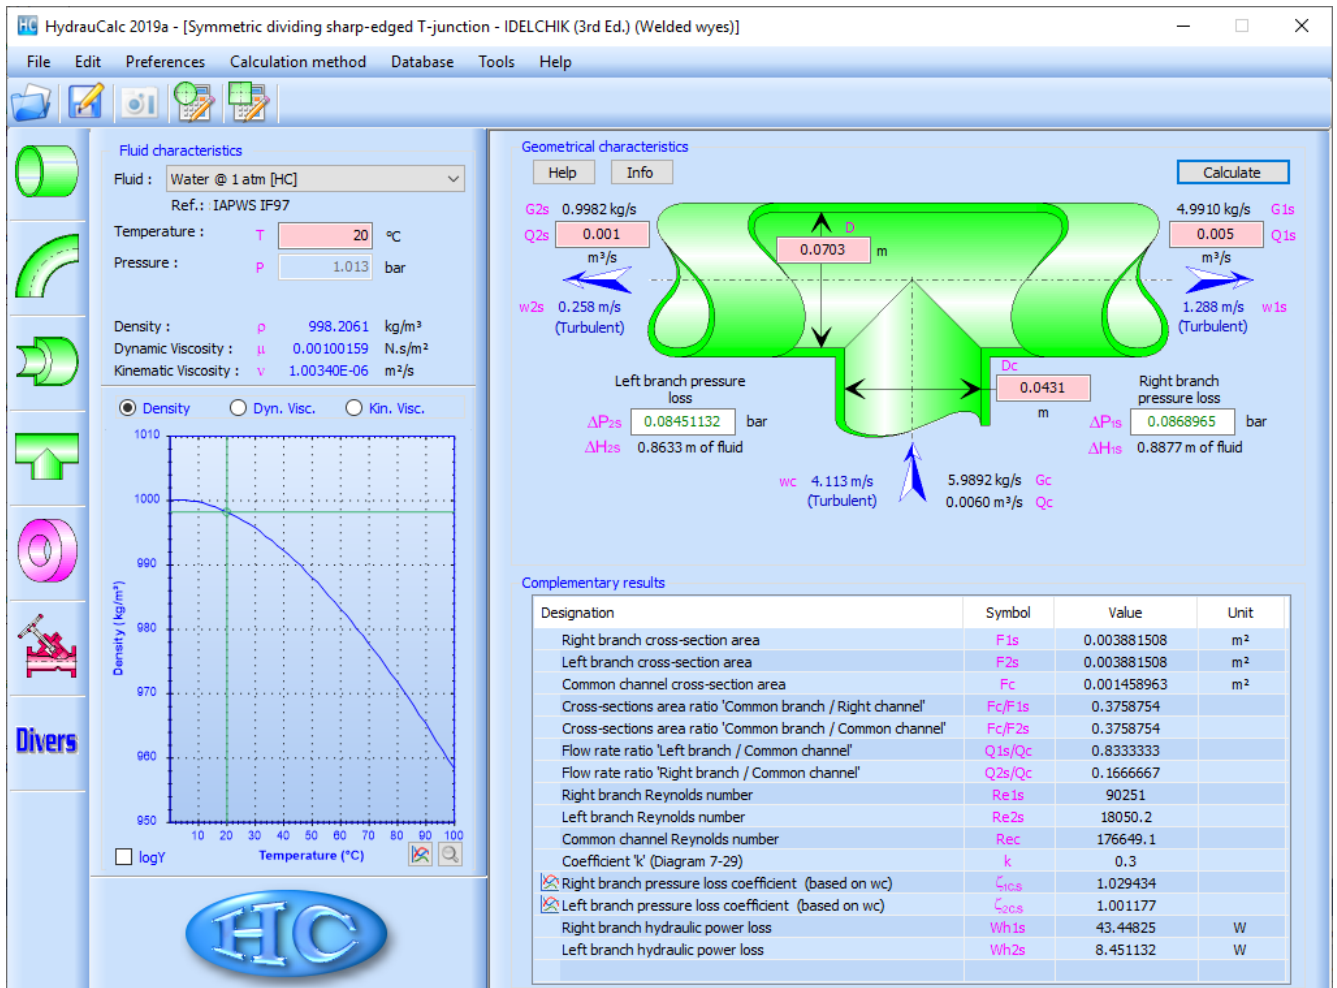 HC HydrauCalc 2019a - [Symmetric dividing sharp-edged T-junction - IDELCHIK (3rd Ed.) (Welded wyes)]
File Edit Preferences Calculation method Database Tools Help
Fluid characteristics
Fluid : Water @ 1 atm [HC]
Ref.: IAPWS IF97
Temperature : T 20 ºC
Pressure : P 1.013 bar
Density : ρ 998.2061 kg/m³
Dynamic Viscosity : µ 0.00100159 N.s/m²
Kinematic Viscosity : ν 1.00340E-06 m²/s
Density Dyn. Visc. Kin. Visc.
1010
1000
990
980
970
960
950
Density (kg/m³)
10 20 30 40 50 60 70 80 90 100
logY Temperature (°C)
Divers
HC
Geometrical characteristics
Help Info Calculate
G2s 0.9982 kg/s
Q2s 0.001
m³/s
w2s 0.258 m/s
(Turbulent)
D
0.0703 m
4.9910 kg/s G1s
0.005 Q1s
m³/s
1.288 m/s w1s
(Turbulent)
Left branch pressure
loss
ΔP2s 0.08451132 bar
ΔH2s 0.8633 m of fluid
Dc
0.0431
m
Right branch
pressure loss
ΔP1s 0.0868965 bar
ΔH1s 0.8877 m of fluid
wc 4.113 m/s
(Turbulent)
5.9892 kg/s Gc
0.0060 m³/s Qc
Complementary results
Designation Symbol Value Unit
Right branch cross-section area F1s 0.003881508 m²
Left branch cross-section area F2s 0.003881508 m²
Common channel cross-section area Fc 0.001458963 m²
Cross-sections area ratio 'Common branch / Right channel' Fc/F1s 0.3758754
Cross-sections area ratio 'Common branch / Common channel' Fc/F2s 0.3758754
Flow rate ratio 'Left branch / Common channel' Q1s/Qc 0.8333333
Flow rate ratio 'Right branch / Common channel' Q2s/Qc 0.1666667
Right branch Reynolds number Re1s 90251
Left branch Reynolds number Re2s 18050.2
Common channel Reynolds number Rec 176649.1
Coefficient 'k' (Diagram 7-29) k 0.3
Right branch pressure loss coefficient (based on wc) ζ1c.s 1.029434
Left branch pressure loss coefficient (based on wc) ζ2c.s 1.001177
Right branch hydraulic power loss Wh1s 43.44825 W
Left branch hydraulic power loss Wh2s 8.451132 W